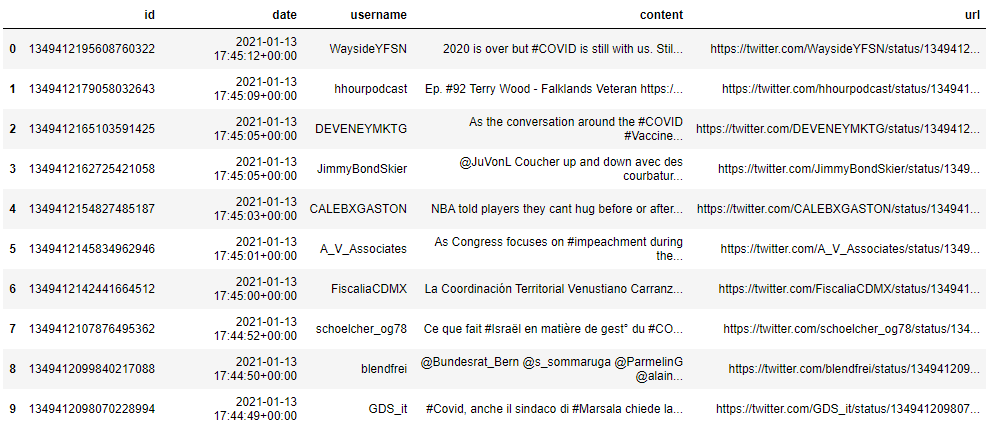 id date username content url
0 1349412195608760322 2021-01-13 17:45:12+00:00 WaysideYFSN 2020 is over but #COVID is still with us. Stil... https://twitter.com/WaysideYFSN/status/1349412...
1 1349412179058032643 2021-01-13 17:45:09+00:00 hhourpodcast Ep. #92 Terry Wood - Falklands Veteran https:/... https://twitter.com/hhourpodcast/status/134941...
2 1349412165103591425 2021-01-13 17:45:05+00:00 DEVENEYMKTG As the conversation around the #COVID #Vaccine... https://twitter.com/DEVENEYMKTG/status/1349412...
3 1349412162725421058 2021-01-13 17:45:05+00:00 JimmyBondSkier @JuVonL Coucher up and down avec des courbatur... https://twitter.com/JimmyBondSkier/status/1349...
4 1349412154827485187 2021-01-13 17:45:03+00:00 CALEBXGASTON NBA told players they cant hug before or after... https://twitter.com/CALEBXGASTON/status/134941...
5 1349412145834962946 2021-01-13 17:45:01+00:00 A_V_Associates As Congress focuses on #impeachment during the... https://twitter.com/A_V_Associates/status/1349...
6 1349412142441664512 2021-01-13 17:45:00+00:00 FiscaliaCDMX La Coordinación Territorial Venustiano Carranz... https://twitter.com/FiscaliaCDMX/status/134941...
7 1349412107876495362 2021-01-13 17:44:52+00:00 schoelcher_og78 Ce que fait #Israël en matière de gest° du #CO... https://twitter.com/schoelcher_og78/status/134...
8 1349412099840217088 2021-01-13 17:44:50+00:00 blendfrei @Bundesrat_Bern @s_sommaruga @ParmelinG @alain... https://twitter.com/blendfrei/status/134941209...
9 1349412098070228994 2021-01-13 17:44:49+00:00 GDS_it #Covid, anche il sindaco di #Marsala chiede la... https://twitter.com/GDS_it/status/134941209807...